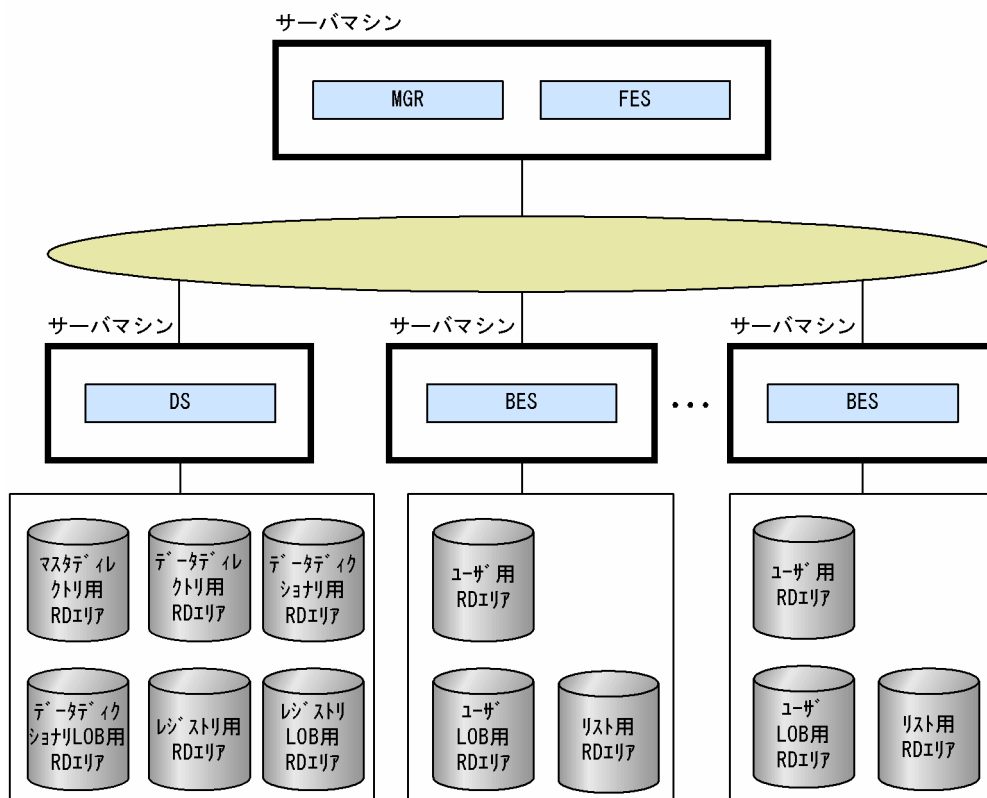 サーバマシン
MGR
FES
サーバマシン
サーバマシン
サーバマシン
DS
BES
・・・
BES
マスタディレ
クトリ用
RDエリア
データディレ
クトリ用
RDエリア
データディク
ショナリ用
RDエリア
ユーザ用
RDエリア
ユーザ用
RDエリア
データディク
ショナリLOB用
RDエリア
レジストリ用
RDエリア
レジストリ
LOB用
RDエリア
ユーザ
LOB用
RDエリア
リスト用
RDエリア
ユーザ
LOB用
RDエリア
リスト用
RDエリア